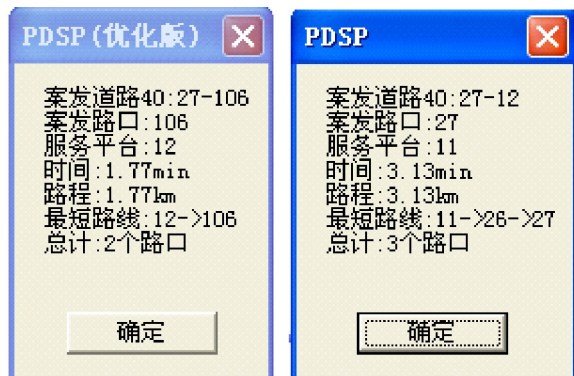 PDSP(优化版)
案发道路40:27-106
案发路口:106
服务平台:12
时间:1.77min
路程:1.77km
最短路线:12->106
总计:2个路口
确定
PDSP
案发道路40:27-12
案发路口:27
服务平台:11
时间:3.13min
路程:3.13km
最短路线:11->26->27
总计:3个路口
确定